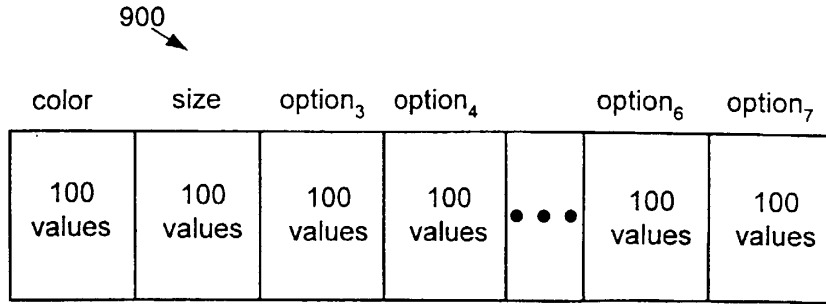 900
color size option₃ option₄ option₆ option₇
100 100 100 100 ••• 100 100
values values values values values values